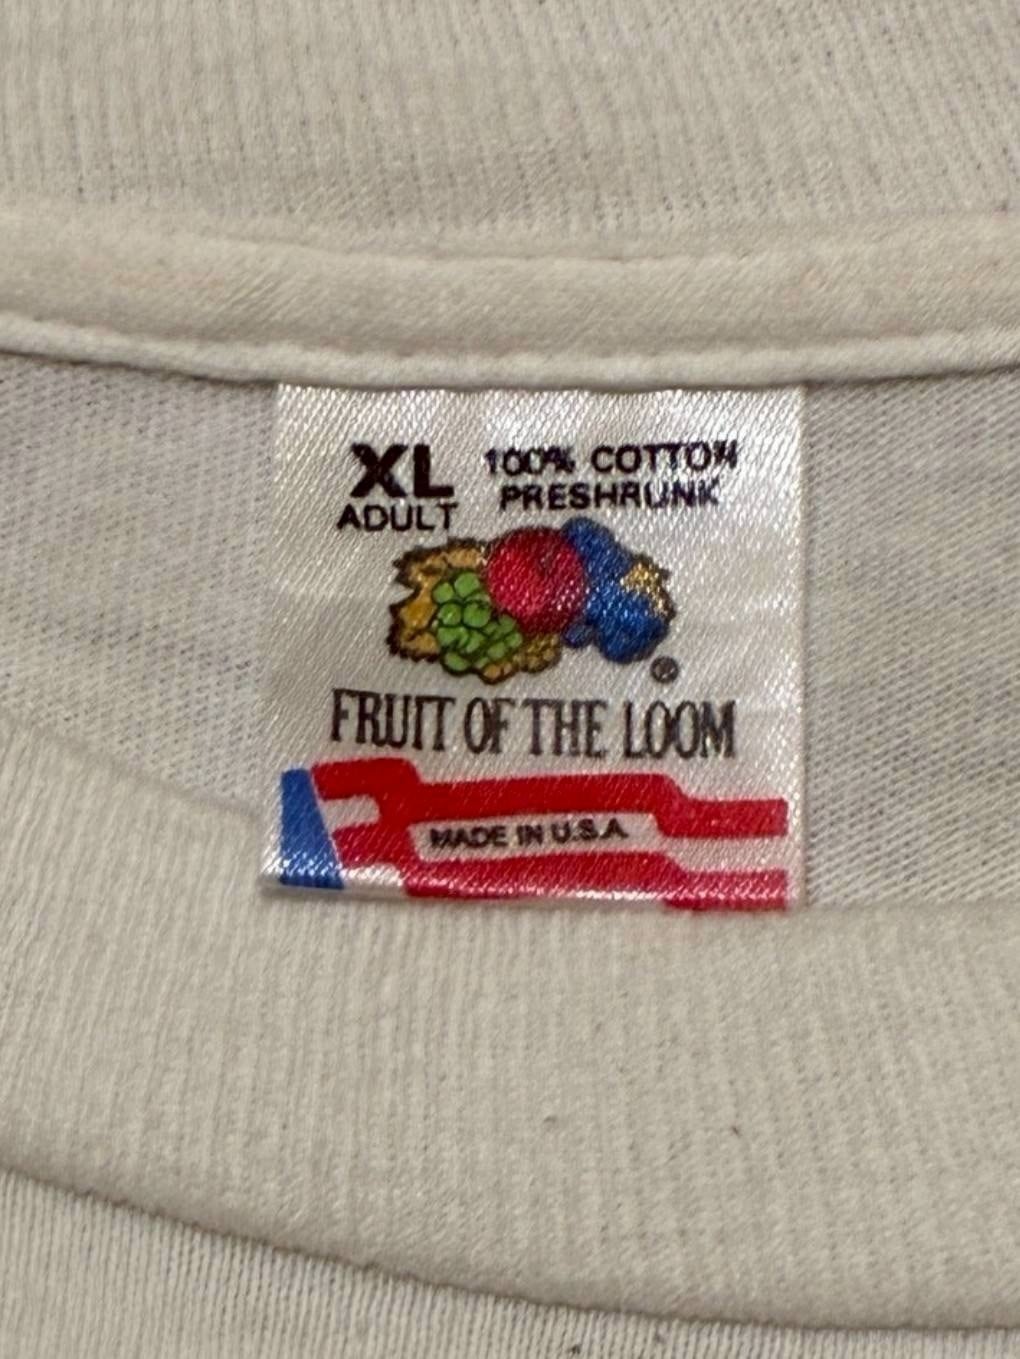 XL 100% COTTON
ADULT PRESHRUNK
®
FRUIT OF THE LOOM
MADE IN U.S.A.